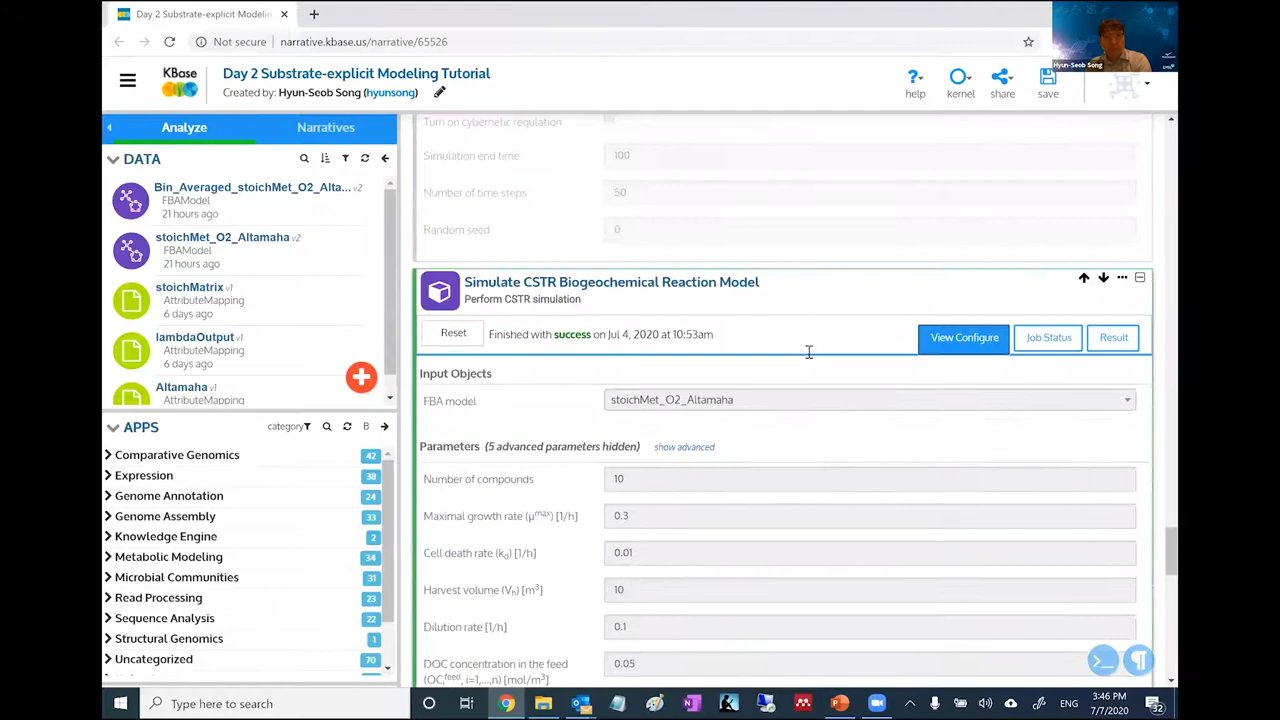 Day 2 Substrate-explicit Modelin
Not secure
narrative.kbase.us/narrative/65526
Hyun-Seob Song
KBase
Day 2 Substrate-explicit Modeling Tutorial
Created by: Hyun-Seob Song (hyunsong)
help
kernel
share
save
Analyze
Narratives
DATA
Bin_Averaged_stoichMet_O2_Alta... v2
FBAModel
21 hours ago
stoichMet_O2_Altamaha v2
FBAModel
21 hours ago
stoichMatrix v1
AttributeMapping
6 days ago
lambdaOutput v1
AttributeMapping
6 days ago
Altamaha v1
AttributeMapping
APPS
category
B
Comparative Genomics 42
Expression 38
Genome Annotation 24
Genome Assembly 33
Knowledge Engine 2
Metabolic Modeling 34
Microbial Communities 31
Read Processing 23
Sequence Analysis 22
Structural Genomics 1
Uncategorized 70
Turn on cybernetic regulation
Simulation end time 100
Number of time steps 50
Random seed 0
Simulate CSTR Biogeochemical Reaction Model
Perform CSTR simulation
Reset
Finished with success on Jul 4, 2020 at 10:53am
View Configure
Job Status
Result
Input Objects
FBA model stoichMet_O2_Altamaha
Parameters (5 advanced parameters hidden) show advanced
Number of compounds 10
Maximal growth rate (μmax) [1/h] 0.3
Cell death rate (kd) [1/h] 0.01
Harvest volume (Vh) [m³] 10
Dilution rate [1/h] 0.1
DOC concentration in the feed 0.05
(OCifeed, i=1,...,n) [mol/m³]
Type here to search
ENG
3:46 PM
7/7/2020
32